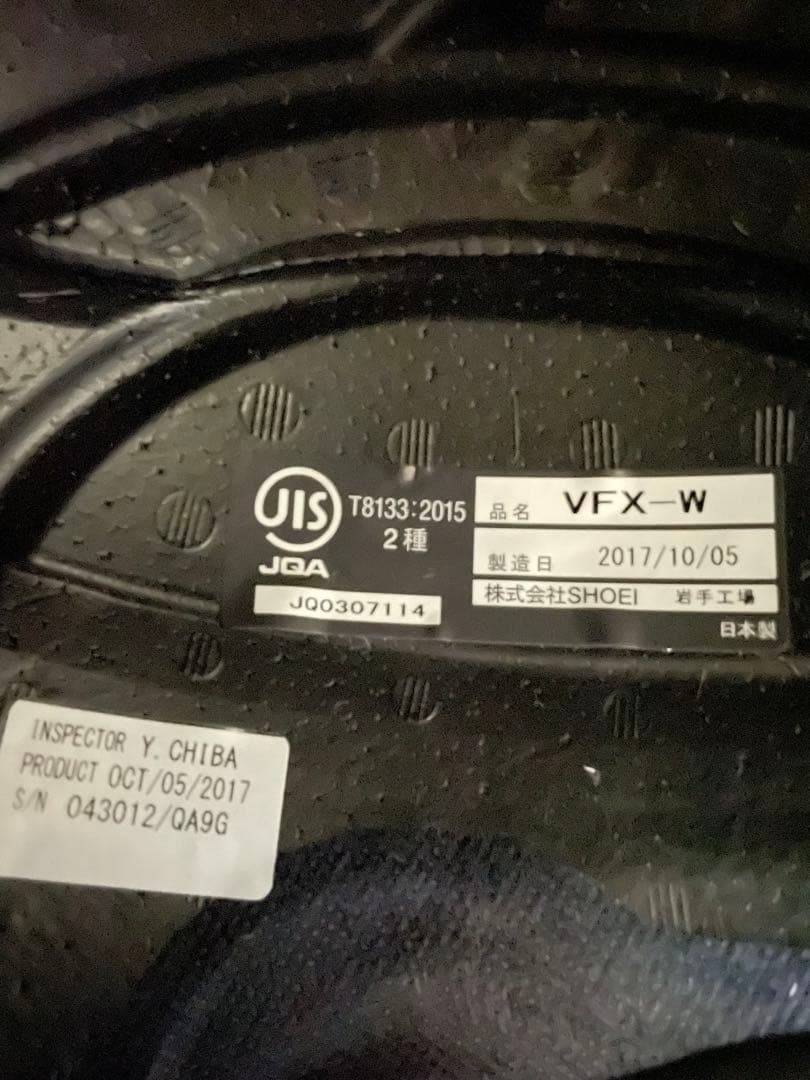 JIS
T8133:2015
2種
JQA
JQ0307114
品名 VFX-W
製造日 2017/10/05
株式会社SHOEI 岩手工場
日本製
INSPECTOR Y. CHIBA
PRODUCT OCT/05/2017
S/N 043012/QA9G